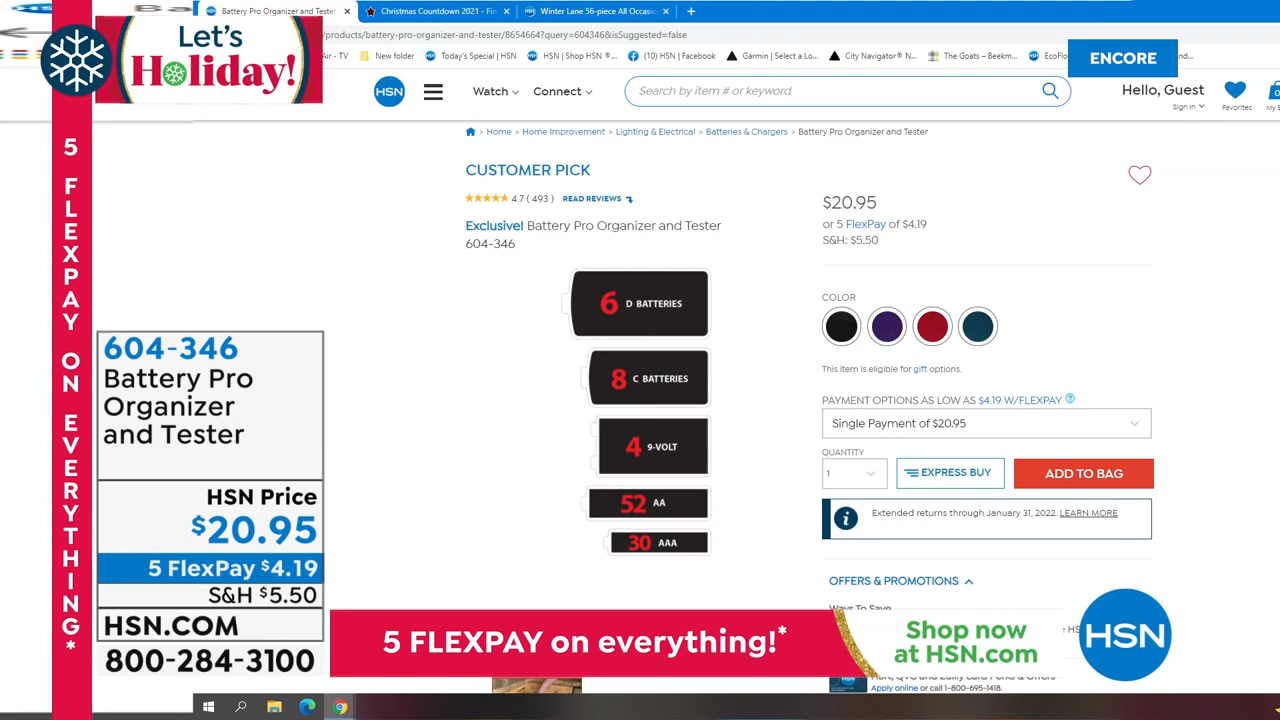 Battery Pro Organizer and Tester
Christmas Countdown 2021 - Fin
Winter Lane 56-piece All Occasio
/products/battery-pro-organizer-and-tester/8654664?query=604346&isSuggested=false
Air - TV
New folder
Today's Special | HSN
HSN | Shop HSN ®...
(10) HSN | Facebook
Garmin | Select a Lo...
City Navigator® N...
The Goats – Beekm...
EcoFlo
Let's
Holiday!
ENCORE
HSN
Watch
Connect
Search by item # or keyword
Hello, Guest
Sign in
Favorites
My B
0
Home > Home Improvement > Lighting & Electrical > Batteries & Chargers > Battery Pro Organizer and Tester
CUSTOMER PICK
4.7 ( 493 ) READ REVIEWS
Exclusive! Battery Pro Organizer and Tester
604-346
6 D BATTERIES
8 C BATTERIES
4 9-VOLT
52 AA
30 AAA
$20.95
or 5 FlexPay of $4.19
S&H: $5.50
COLOR
This item is eligible for gift options.
PAYMENT OPTIONS AS LOW AS $4.19 W/FLEXPAY ?
Single Payment of $20.95
QUANTITY
1
EXPRESS BUY
ADD TO BAG
Extended returns through January 31, 2022. LEARN MORE
OFFERS & PROMOTIONS
Ways To Save
HSN, QVC and Zulily Card Perks & Offers
Apply online or call 1-800-695-1418.
5 FLEXPAY ON EVERYTHING*
604-346
Battery Pro
Organizer
and Tester
HSN Price
$20.95
5 FlexPay $4.19
S&H $5.50
HSN.COM
800-284-3100
5 FLEXPAY on everything!*
Shop now
at HSN.com
HSN